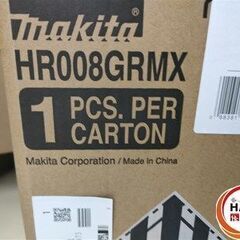 makita
HR008GRMX
1 PCS. PER
CARTON
Makita Corporation / Made in China